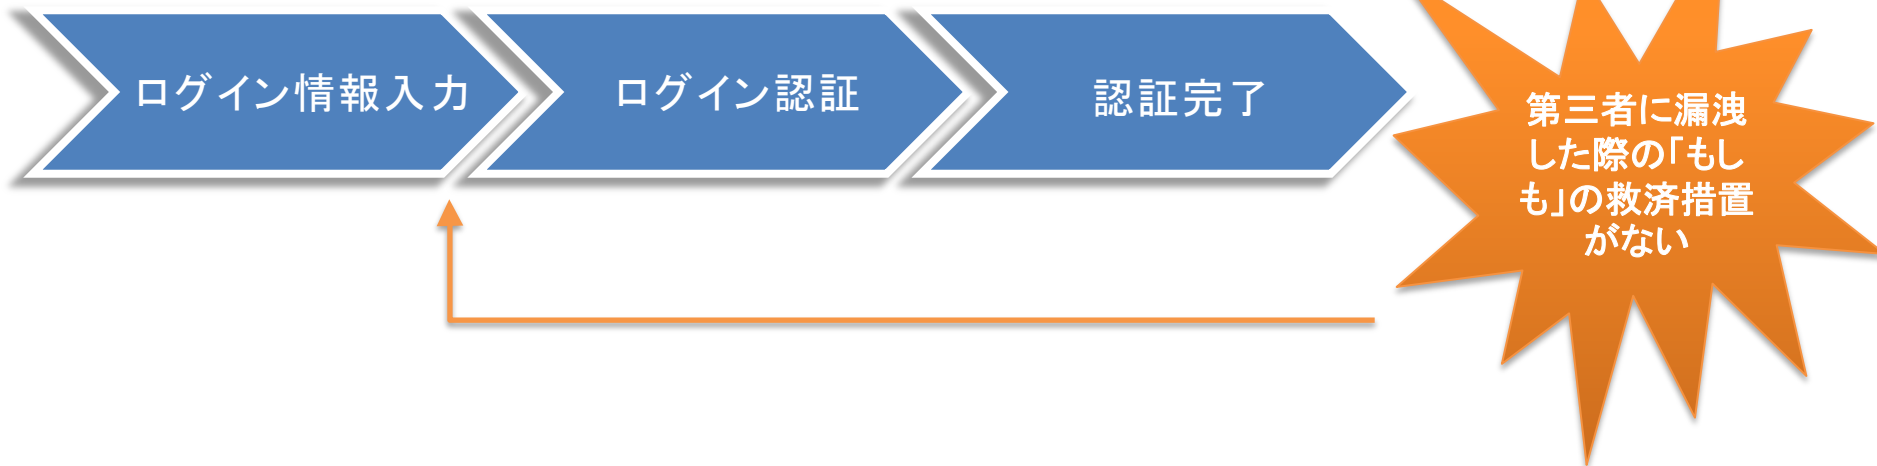 ログイン情報入力
ログイン認証
認証完了
第三者に漏洩
した際の「もし
も」の救済措置
がない